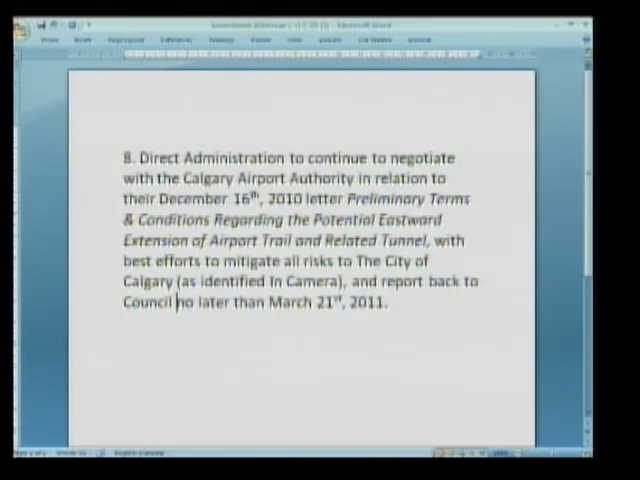 8. Direct Administration to continue to negotiate
with the Calgary Airport Authority in relation to
their December 16th, 2010 letter Preliminary Terms
& Conditions Regarding the Potential Eastward
Extension of Airport Trail and Related Tunnel, with
best efforts to mitigate all risks to The City of
Calgary (as identified In Camera), and report back to
Council no later than March 21st, 2011.